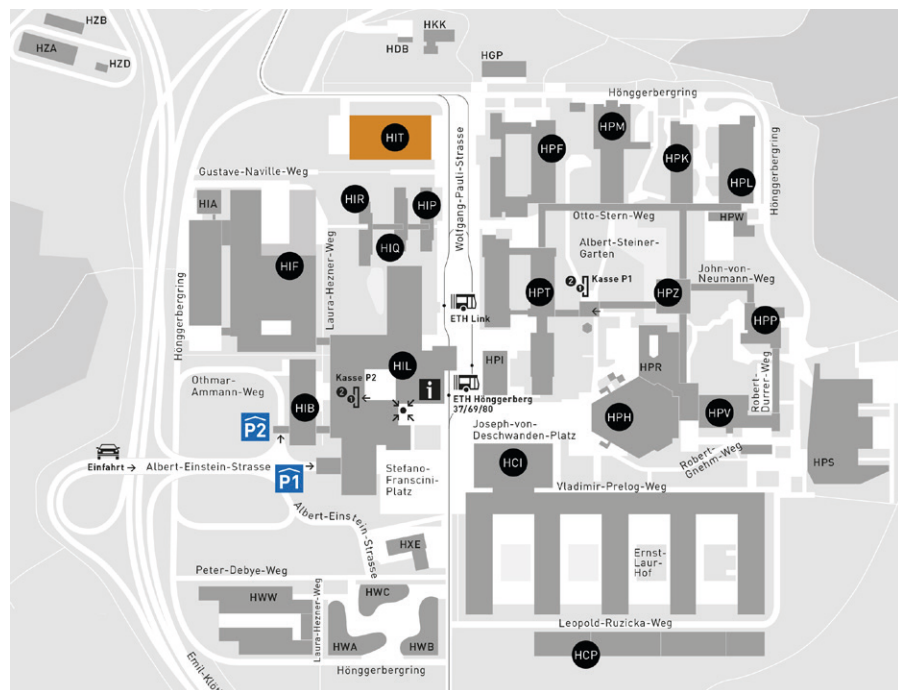 HZB
HZA
HZD
HKK
HDB
HGP
Hönggerbergring
HIT
HPM
HPF
HPK
HPL
Gustave-Naville-Weg
Wolfgang-Pauli-Strasse
Hönggerbergring
HIA
HIR
HIP
HIQ
Otto-Stern-Weg
HPW
Laura-Hezner-Weg
HIF
Albert-Steiner-
Garten
John-von-
Neumann-Weg
Hönggerbergring
2
1
Kasse P1
HPT
HPZ
ETH Link
HPP
HPI
HPR
Robert-
Durrer-Weg
Othmar-
Ammann-Weg
Kasse P2
2
1
HIL
i
ETH Hönggerberg
37/69/80
HIB
HPH
HPV
P2
Joseph-von-
Deschwanden-Platz
Robert-
Gnehm-Weg
HPS
Einfahrt → Albert-Einstein-Strasse
P1
Stefano-
Franscini-
Platz
HCI
Vladimir-Prelog-Weg
Albert-Einstein-Strasse
HXE
Ernst-
Laur-
Hof
Peter-Debye-Weg
HWW
Laura-Hezner-Weg
HWC
HWA
HWB
Leopold-Ruzicka-Weg
HCP
Hönggerbergring